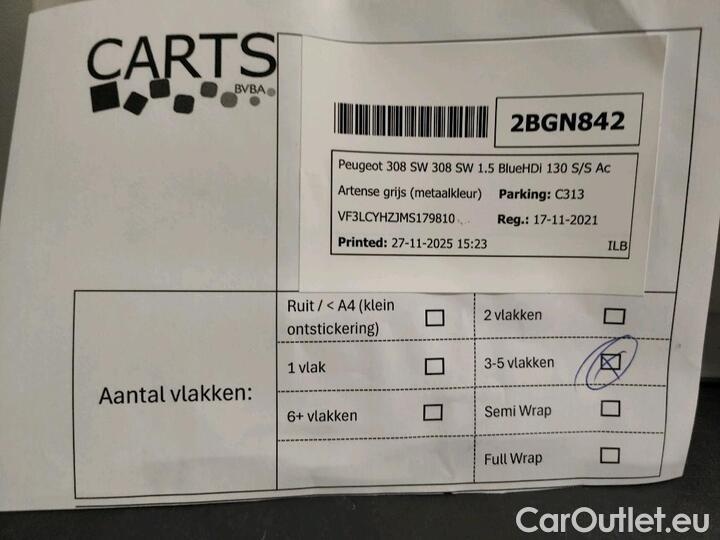 CARTS
BVBA
2BGN842
Peugeot 308 SW 308 SW 1.5 BlueHDi 130 S/S Ac
Artense grijs (metaalkleur) Parking: C313
VF3LCYHZJMS179810 Reg.: 17-11-2021
Printed: 27-11-2025 15:23 ILB
Aantal vlakken:
Ruit / < A4 (klein
ontstickering)
2 vlakken
1 vlak
3-5 vlakken
6+ vlakken
Semi Wrap
Full Wrap
CarOutlet.eu